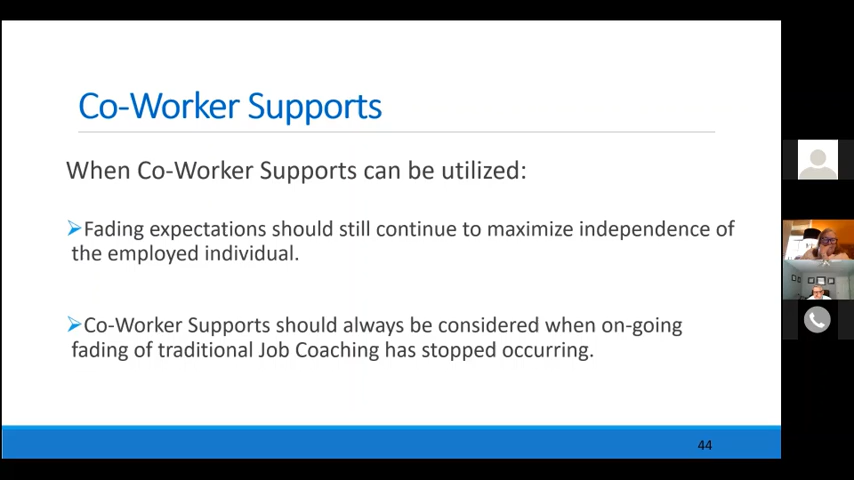 Co-Worker Supports
When Co-Worker Supports can be utilized:
➤Fading expectations should still continue to maximize independence of
the employed individual.
➤Co-Worker Supports should always be considered when on-going
fading of traditional Job Coaching has stopped occurring.
44